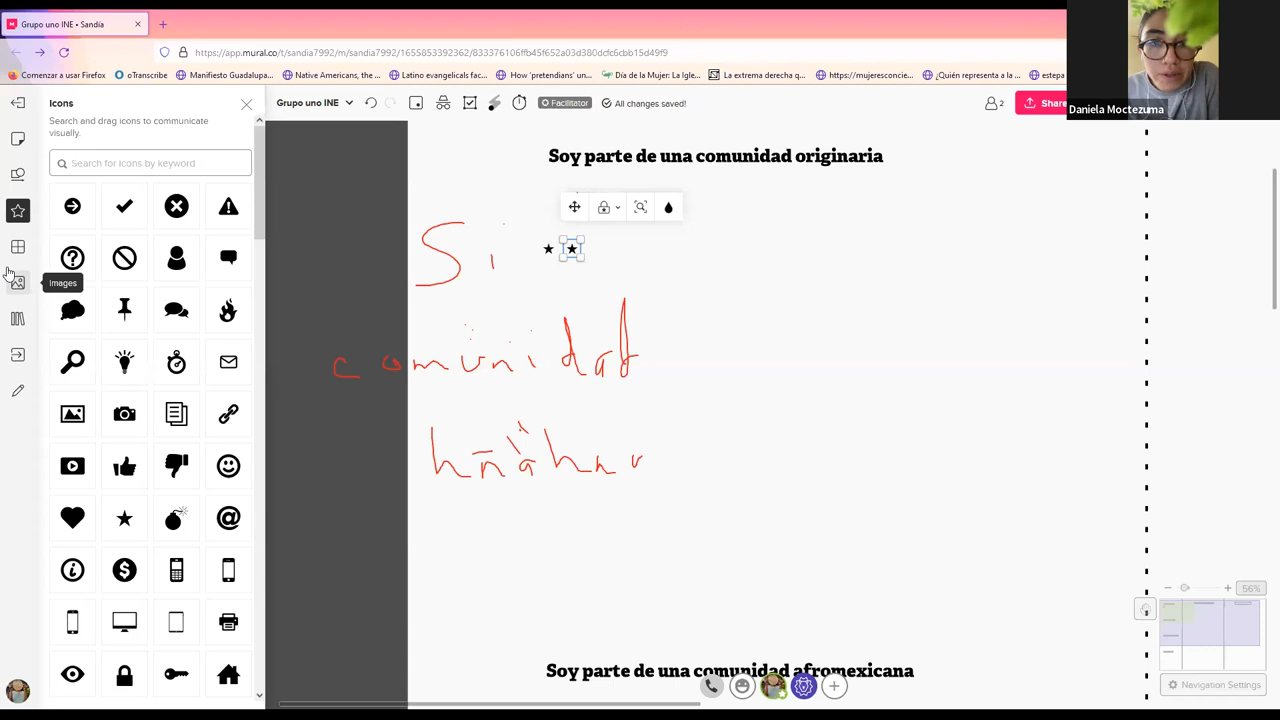 Grupo uno INE • Sandía
https://app.mural.co/t/sandia7992/m/sandia7992/1655853392362/833376106ffb45f652a03d380dcfc6cbb15d49f9
Comenzar a usar Firefox
oTranscribe
Manifiesto Guadalupa...
Native Americans, the ...
Latino evangelicals fac...
How 'pretendians' un...
Día de la Mujer: La Igle...
La extrema derecha q...
https://mujeresconcie...
¿Quién representa a la ...
estepa
Daniela Moctezuma
Icons
Grupo uno INE
Facilitator
All changes saved!
2
Share
Search and drag icons to communicate
visually.
Search for icons by keyword
Soy parte de una comunidad originaria
Si
Images
comunidad
56%
Soy parte de una comunidad afromexicana
Navigation Settings